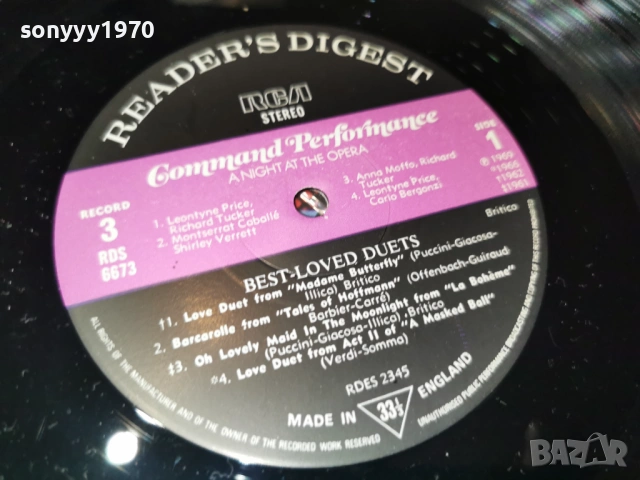 sonyyy1970
READER'S DIGEST
RCA
STEREO
Command Performance
A NIGHT AT THE OPERA
RECORD
3
RDS
6673
1. Leontyne Price,
Richard Tucker
2. Montserrat Caballé
Shirley Verrett
3. Anna Moffo, Richard
Tucker
4. Leontyne Price,
Carlo Bergonzi
SIDE
1
℗ 1969
*1966
†1962
‡1961
BEST-LOVED DUETS
†1. Love Duet from "Madame Butterfly" (Puccini-Giacosa-
Illica) Britico
2. Barcarolle from "Tales of Hoffmann" (Offenbach-Guiraud
Barbier-Carré)
‡3. Oh Lovely Maid In The Moonlight from "La Bohème"
(Puccini-Giacosa-Illica) Britico
*4. Love Duet from Act II of "A Masked Ball"
(Verdi-Somma)
Britico
RDES 2345
MADE IN 33⅓ ENGLAND
ALL RIGHTS OF THE MANUFACTURER AND OF THE OWNER OF THE RECORDED WORK RESERVED
UNAUTHORISED PUBLIC PERFORMANCE, BROADCASTING AND COPYING OF THIS RECORD PROHIBITED
BAZAR